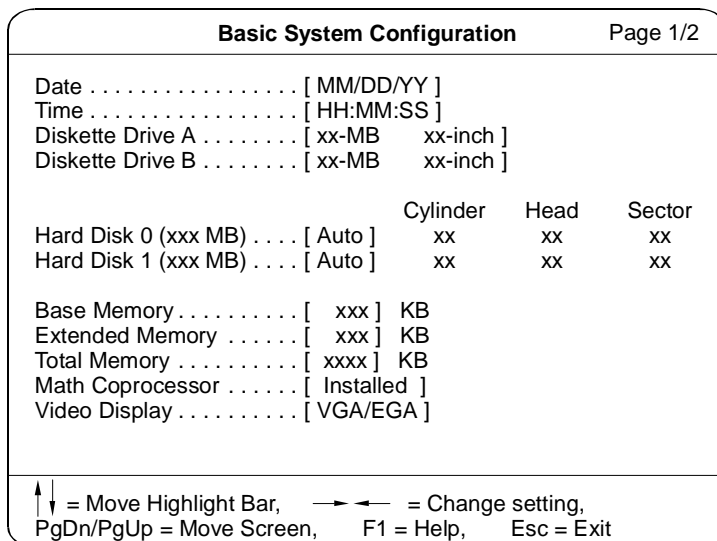 Basic System Configuration Page 1/2
Date . . . . . . . . . . . . . . . . . [ MM/DD/YY ]
Time . . . . . . . . . . . . . . . . . [ HH:MM:SS ]
Diskette Drive A . . . . . . . . [ xx-MB xx-inch ]
Diskette Drive B . . . . . . . . [ xx-MB xx-inch ]
Cylinder Head Sector
Hard Disk 0 (xxx MB) . . . . [ Auto ] xx xx xx
Hard Disk 1 (xxx MB) . . . . [ Auto ] xx xx xx
Base Memory . . . . . . . . . . [ xxx ] KB
Extended Memory . . . . . . [ xxx ] KB
Total Memory . . . . . . . . . . [ xxxx ] KB
Math Coprocessor . . . . . . [ Installed ]
Video Display . . . . . . . . . . [ VGA/EGA ]
↑↓ = Move Highlight Bar, →← = Change setting,
PgDn/PgUp = Move Screen, F1 = Help, Esc = Exit